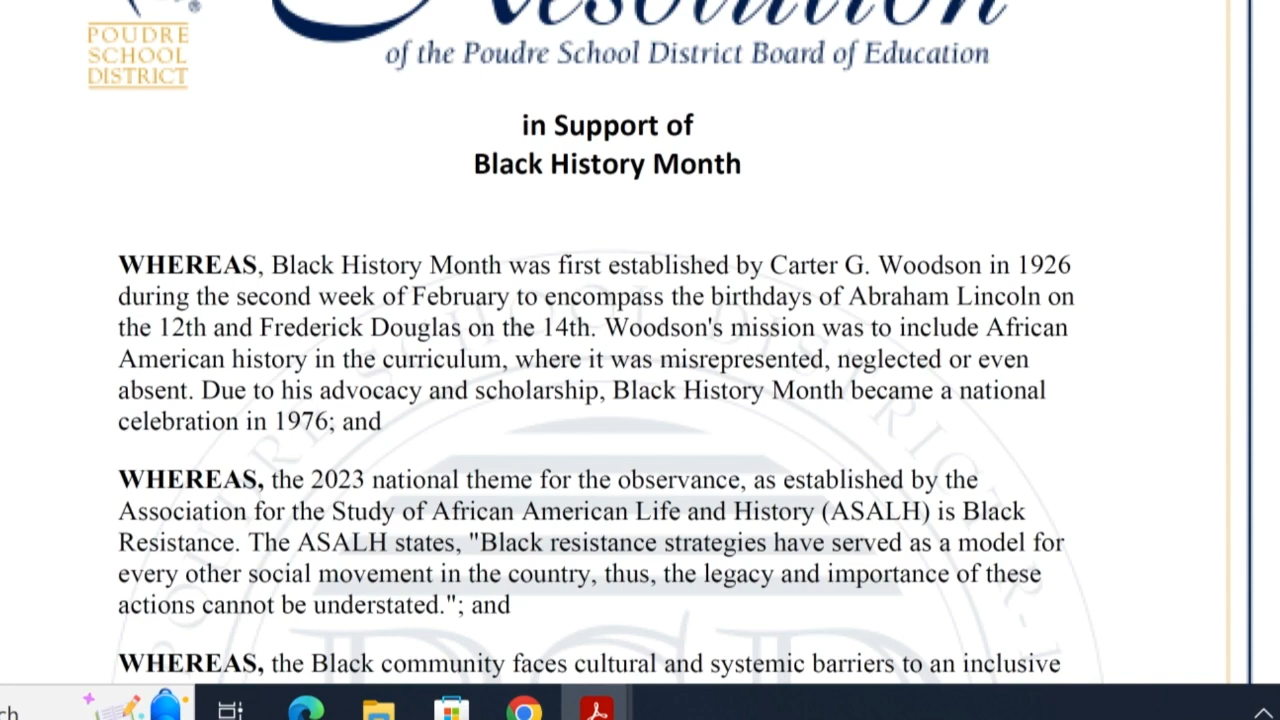 Resolution
POUDRE
SCHOOL
DISTRICT
of the Poudre School District Board of Education
in Support of
Black History Month
WHEREAS, Black History Month was first established by Carter G. Woodson in 1926
during the second week of February to encompass the birthdays of Abraham Lincoln on
the 12th and Frederick Douglas on the 14th. Woodson's mission was to include African
American history in the curriculum, where it was misrepresented, neglected or even
absent. Due to his advocacy and scholarship, Black History Month became a national
celebration in 1976; and
WHEREAS, the 2023 national theme for the observance, as established by the
Association for the Study of African American Life and History (ASALH) is Black
Resistance. The ASALH states, "Black resistance strategies have served as a model for
every other social movement in the country, thus, the legacy and importance of these
actions cannot be understated."; and
WHEREAS, the Black community faces cultural and systemic barriers to an inclusive